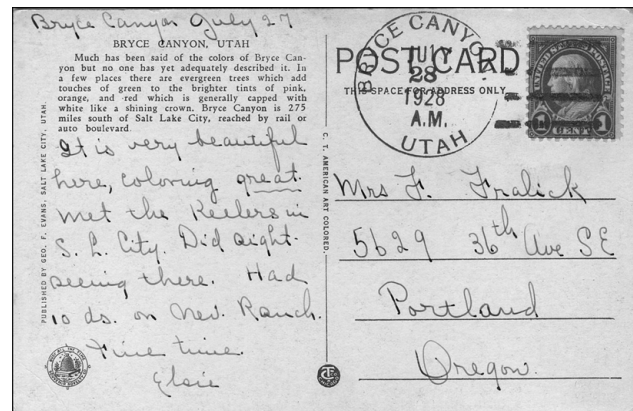 Bryce Canyon July 27
BRYCE CANYON, UTAH
Much has been said of the colors of Bryce Can-
yon but no one has yet adequately described it. In
a few places there are evergreen trees which add
touches of green to the brighter tints of pink,
orange, and red which is generally capped with
white like a shining crown. Bryce Canyon is 275
miles south of Salt Lake City, reached by rail or
auto boulevard.
It is very beautiful
here, coloring great.
Met the Keelers in
S. L. City. Did sight-
seeing there. Had
10 ds. on Nev. Ranch.
Fine time.
Elsie
PUBLISHED BY GEO. F. EVANS, SALT LAKE CITY, UTAH.
C. T. AMERICAN ART COLORED.
POST CARD
THIS SPACE FOR ADDRESS ONLY
BRYCE CANYON
JUL
28
1928
A.M.
UTAH
UNITED STATES POSTAGE
1 CENT 1
Mrs F. Fralick
5629 36th Ave SE
Portland
Oregon.